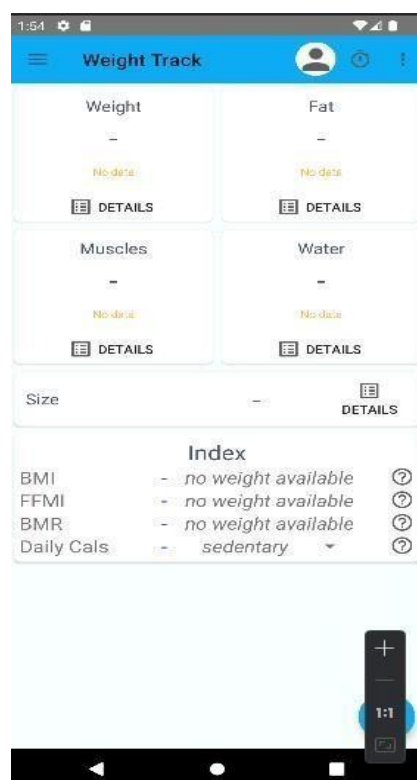 1:54
Weight Track
Weight Fat
- -
No data No data
DETAILS DETAILS
Muscles Water
- -
No data No data
DETAILS DETAILS
Size - DETAILS
Index
BMI - no weight available
FFMI - no weight available
BMR - no weight available
Daily Cals - sedentary
1:1